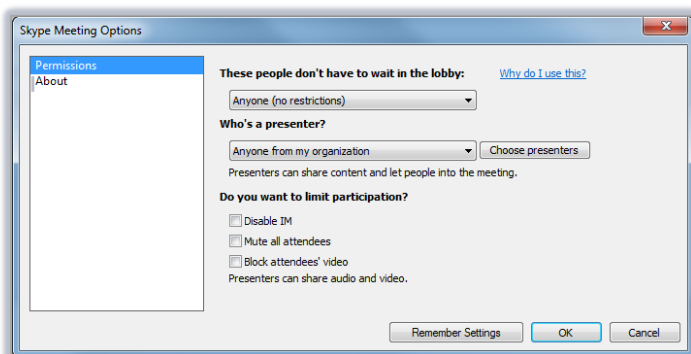 Skype Meeting Options
Permissions
About
These people don't have to wait in the lobby: Why do I use this?
Anyone (no restrictions)
Who's a presenter?
Anyone from my organization Choose presenters
Presenters can share content and let people into the meeting.
Do you want to limit participation?
Disable IM
Mute all attendees
Block attendees' video
Presenters can share audio and video.
Remember Settings OK Cancel